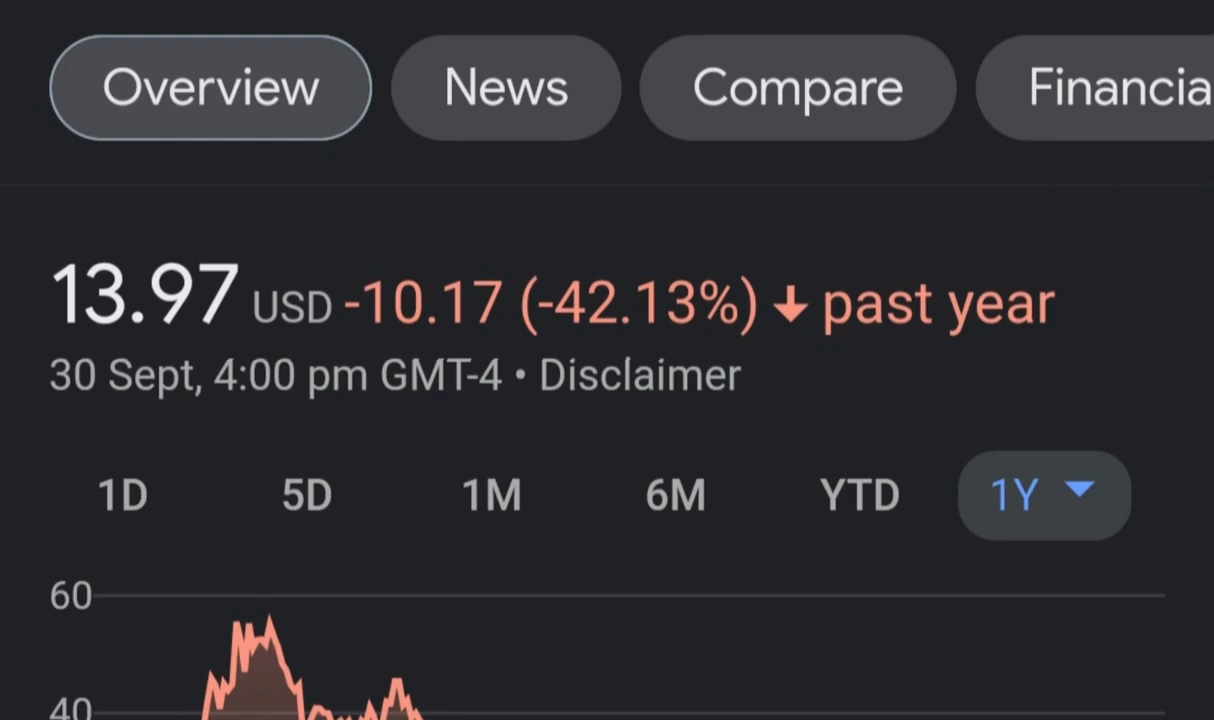 Overview News Compare Financia
13.97 USD -10.17 (-42.13%) ↓ past year
30 Sept, 4:00 pm GMT-4 • Disclaimer
1D 5D 1M 6M YTD 1Y
60
40